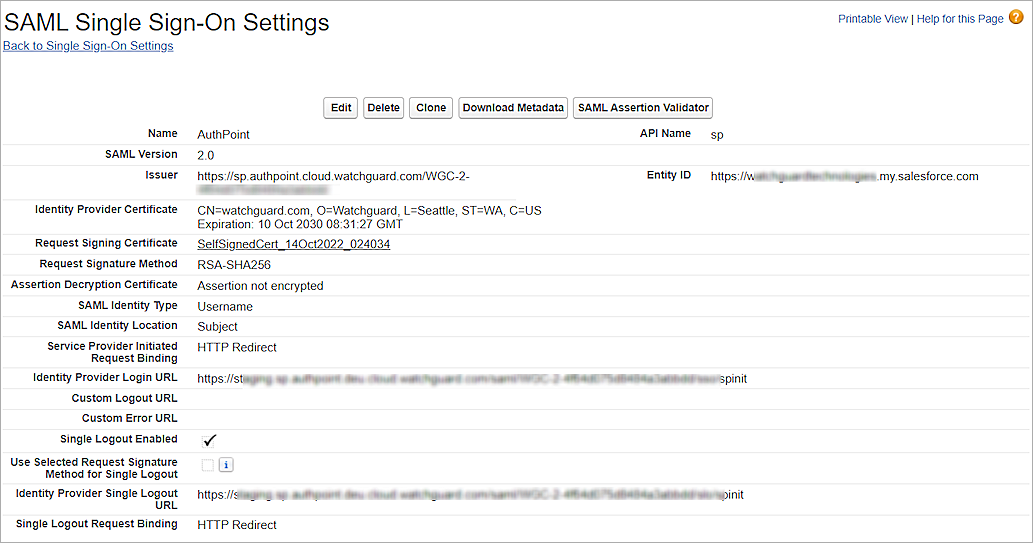 SAML Single Sign-On Settings
Printable View | Help for this Page ?
Back to Single Sign-On Settings
Edit Delete Clone Download Metadata SAML Assertion Validator
Name AuthPoint API Name sp
SAML Version 2.0
Issuer https://sp.authpoint.cloud.watchguard.com/WGC-2- Entity ID https://w .my.salesforce.com
Identity Provider Certificate CN=watchguard.com, O=Watchguard, L=Seattle, ST=WA, C=US
Expiration: 10 Oct 2030 08:31:27 GMT
Request Signing Certificate SelfSignedCert_14Oct2022_024034
Request Signature Method RSA-SHA256
Assertion Decryption Certificate Assertion not encrypted
SAML Identity Type Username
SAML Identity Location Subject
Service Provider Initiated
Request Binding HTTP Redirect
Identity Provider Login URL https://st spinit
Custom Logout URL
Custom Error URL
Single Logout Enabled ✓
Use Selected Request Signature
Method for Single Logout i
Identity Provider Single Logout
URL https://s pinit
Single Logout Request Binding HTTP Redirect